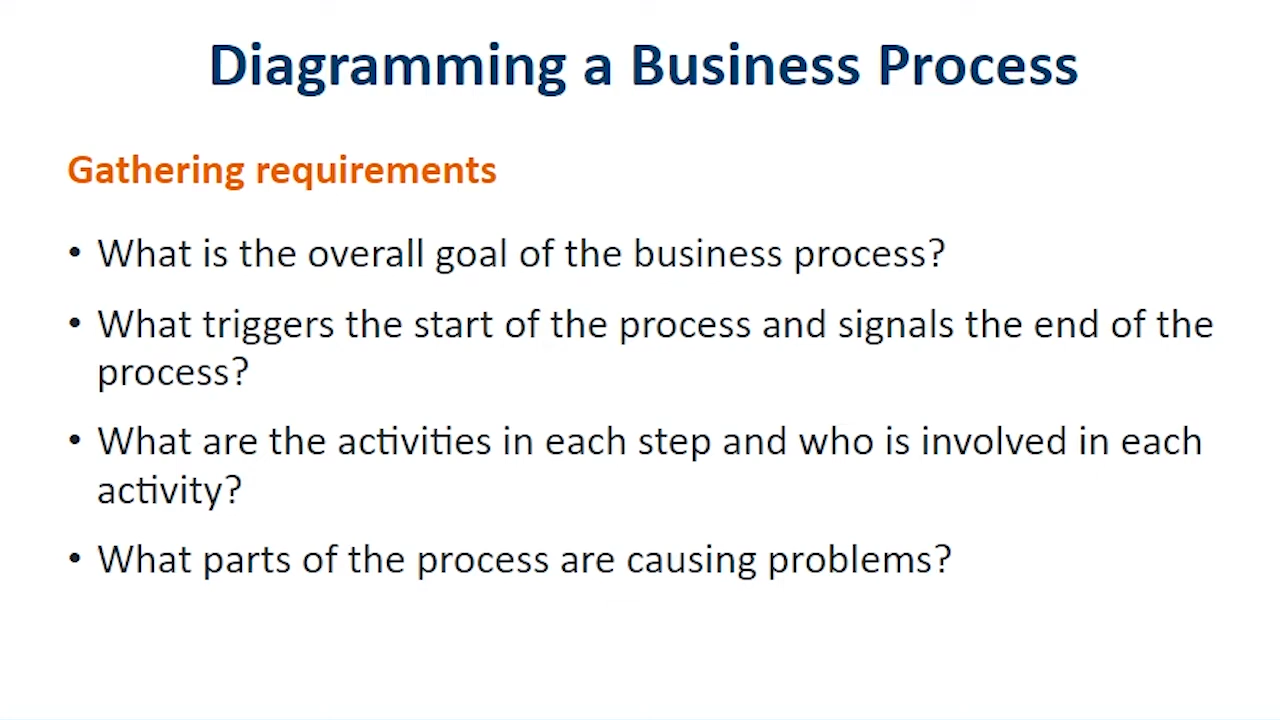 Diagramming a Business Process
Gathering requirements
• What is the overall goal of the business process?
• What triggers the start of the process and signals the end of the
process?
• What are the activities in each step and who is involved in each
activity?
• What parts of the process are causing problems?